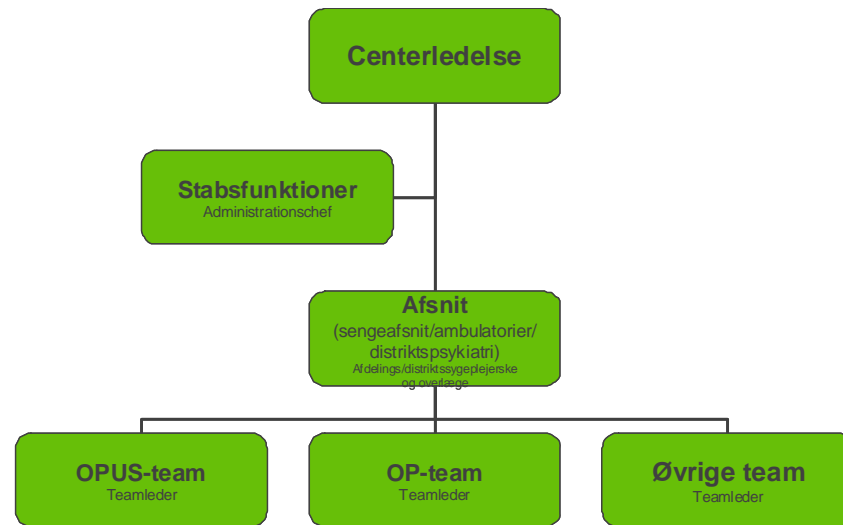 Centerledelse
Stabsfunktioner
Administrationschef
Afsnit
(sengeafsnit/ambulatorier/
distriktspsykiatri)
Afdelings/distriktssygeplejerske
og overlæge
OPUS-team
Teamleder
OP-team
Teamleder
Øvrige team
Teamleder